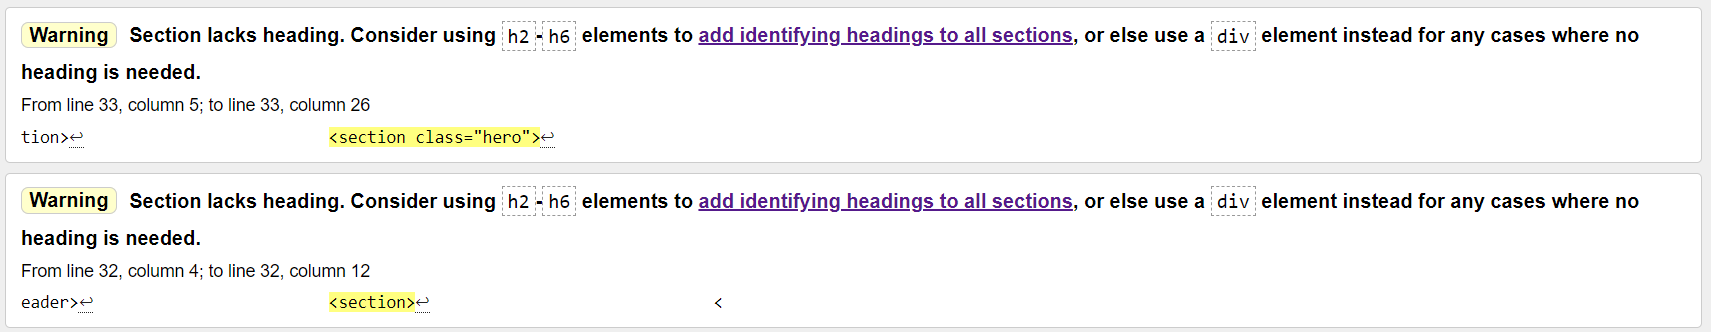 Warning Section lacks heading. Consider using h2-h6 elements to add identifying headings to all sections, or else use a div element instead for any cases where no
heading is needed.
From line 33, column 5; to line 33, column 26
tion>↩ <section class="hero">↩
Warning Section lacks heading. Consider using h2-h6 elements to add identifying headings to all sections, or else use a div element instead for any cases where no
heading is needed.
From line 32, column 4; to line 32, column 12
eader>↩ <section>↩ <